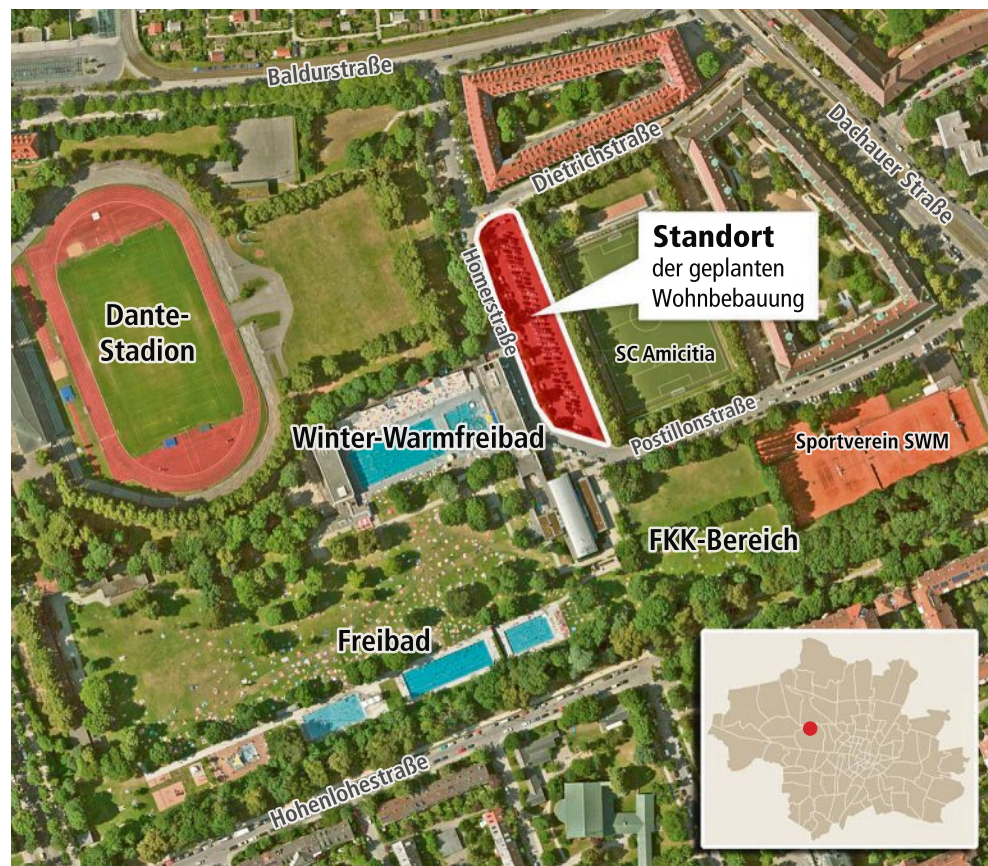 Baldurstraße
Dachauer Straße
Dietrichstraße
Standort
der geplanten
Wohnbebauung
Homerstraße
Dante-
Stadion
SC Amicitia
Postillonstraße
Winter-Warmfreibad
Sportverein SWM
FKK-Bereich
Freibad
Hohenlohestraße